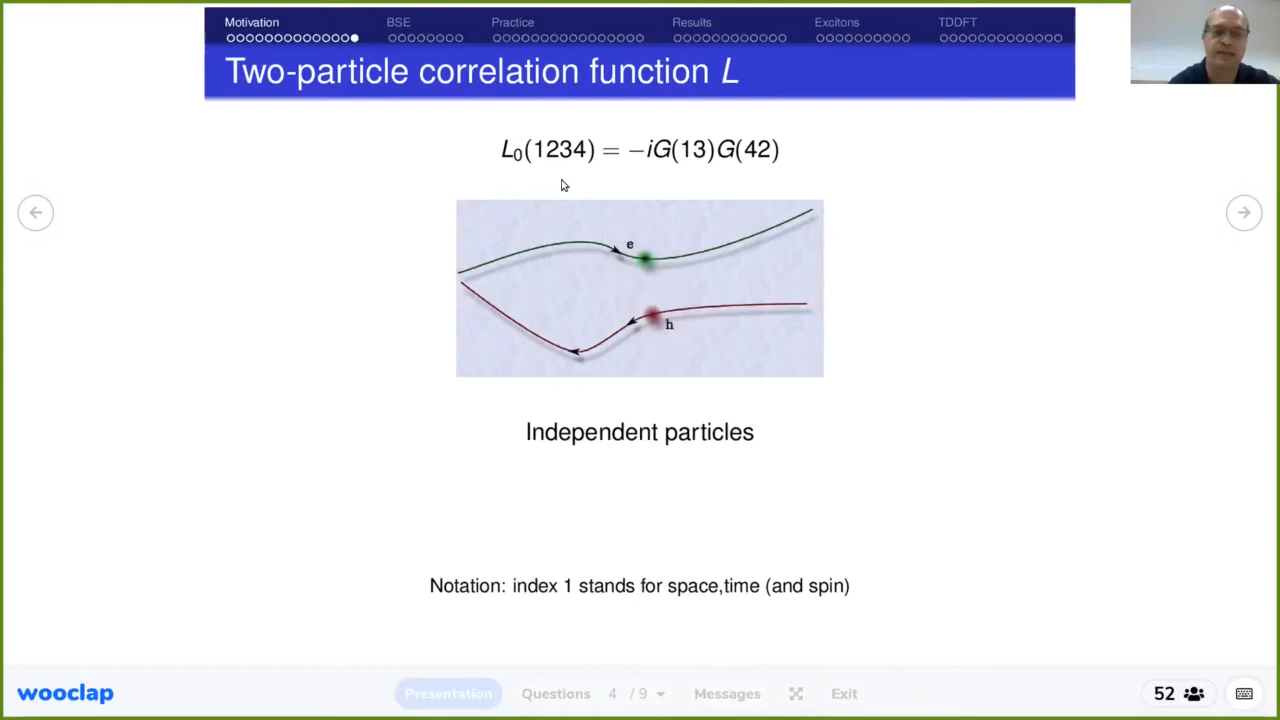 Motivation BSE Practice Results Excitons TDDFT
Two-particle correlation function L
L₀(1234) = −iG(13)G(42)
e
h
Independent particles
Notation: index 1 stands for space,time (and spin)
wooclap Presentation Questions 4 / 9 Messages Exit 52